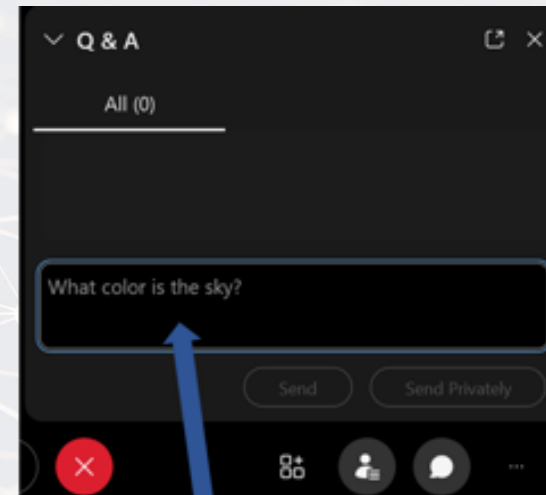 Q & A
All (0)
What color is the sky?
Send
Send Privately